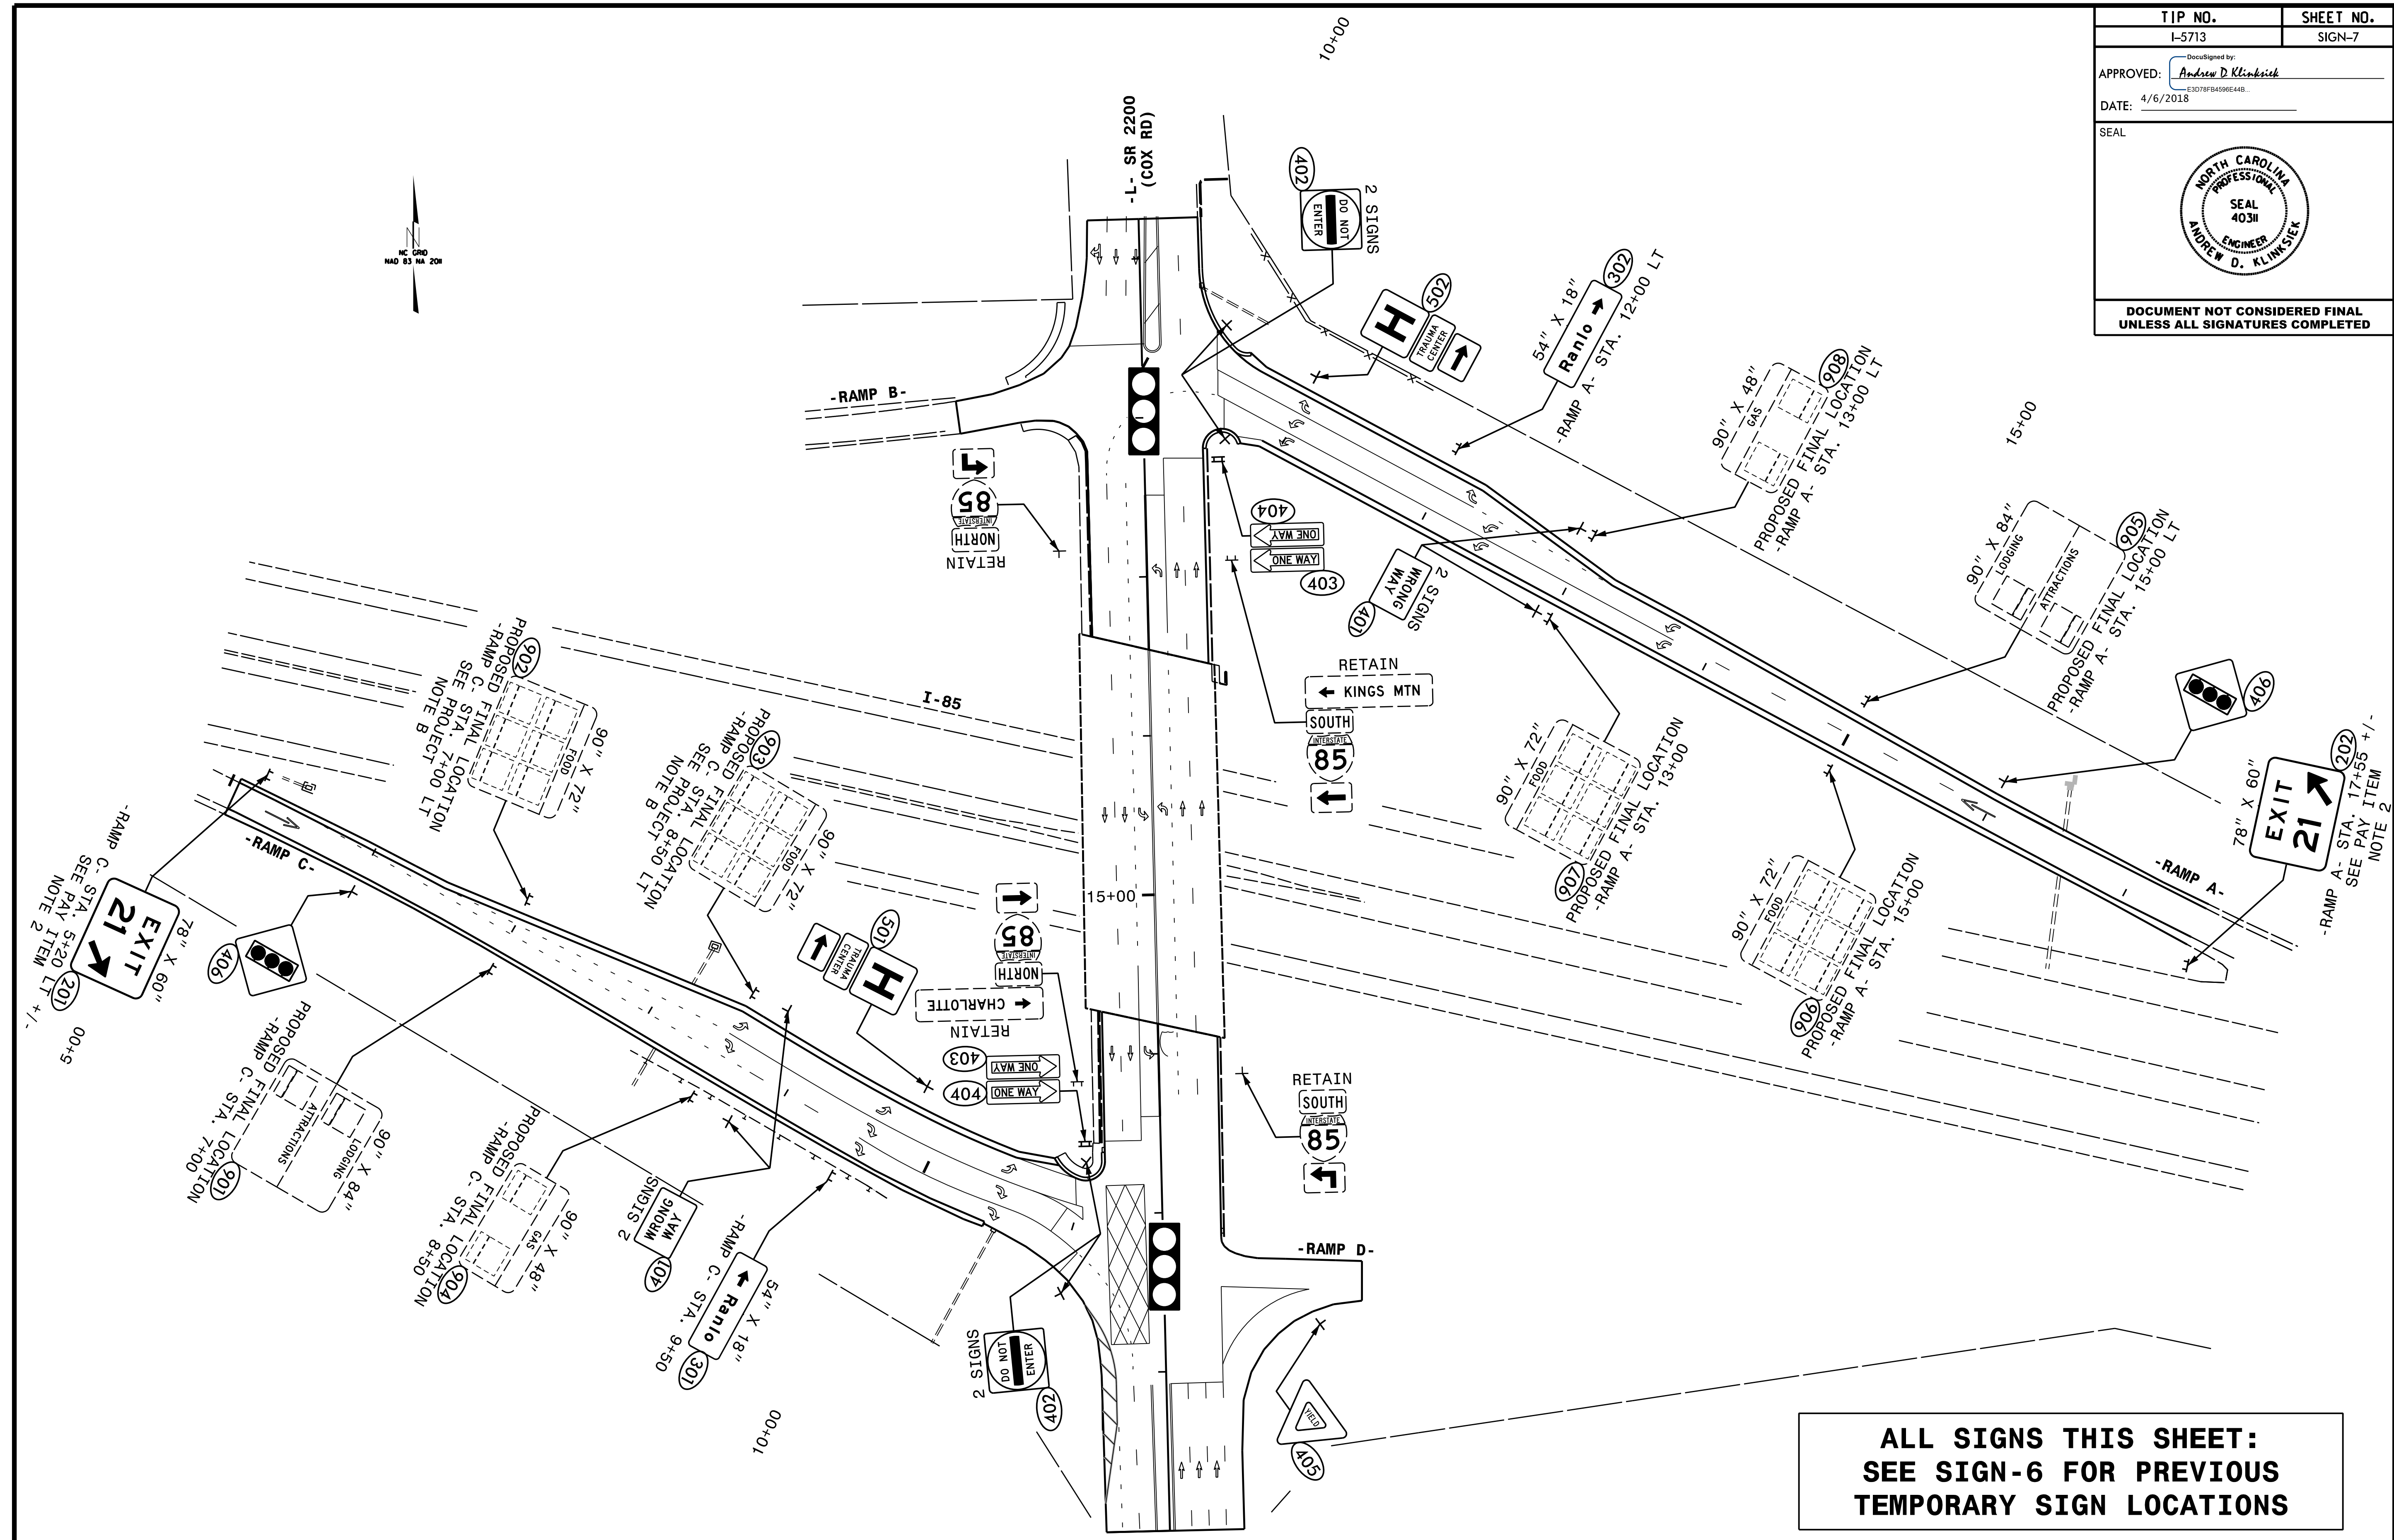 TIP NO.
SHEET NO.
I-5713
SIGN-7
DocuSigned by:
APPROVED: Andrew D. Klinksiek
E3D78FB4596E44B...
DATE: 4/6/2018
SEAL
NORTH CAROLINA
PROFESSIONAL
SEAL
40311
ENGINEER
ANDREW D. KLINKSIEK
DOCUMENT NOT CONSIDERED FINAL
UNLESS ALL SIGNATURES COMPLETED
10+00
N
NC GRID
NAD 83 NA 2011
-L- SR 2200
(COX RD)
402
DO NOT
ENTER
2 SIGNS
502
H
TRAUMA
CENTER
302
54" X 18"
Ranlo
-RAMP A- STA. 12+00 LT
908
90" X 48"
GAS
PROPOSED FINAL LOCATION
-RAMP A- STA. 13+00 LT
15+00
905
90" X 84"
LODGING
ATTRACTIONS
PROPOSED FINAL LOCATION
-RAMP A- STA. 15+00 LT
406
202
78" X 60"
EXIT
21
-RAMP A- STA. 17+55 +/-
SEE PAY ITEM
NOTE 2
-RAMP A-
-RAMP B-
85
INTERSTATE
NORTH
RETAIN
404
ONE WAY
ONE WAY
403
401
WRONG
WAY
2 SIGNS
RETAIN
KINGS MTN
SOUTH
INTERSTATE
85
907
90" X 72"
FOOD
PROPOSED FINAL LOCATION
-RAMP A- STA. 13+00
906
90" X 72"
FOOD
PROPOSED FINAL LOCATION
-RAMP A- STA. 15+00
I-85
902
90" X 72"
FOOD
PROPOSED FINAL LOCATION
-RAMP C- STA. 7+00 LT
SEE PROJECT
NOTE B
903
90" X 72"
FOOD
PROPOSED FINAL LOCATION
-RAMP C- STA. 8+50 LT
SEE PROJECT
NOTE B
-RAMP C-
201
78" X 60"
EXIT
21
-RAMP C- STA. 5+20 LT +/-
SEE PAY ITEM
NOTE 2
406
5+00
901
90" X 84"
LODGING
ATTRACTIONS
PROPOSED FINAL LOCATION
-RAMP C- STA. 7+00
904
90" X 48"
GAS
PROPOSED FINAL LOCATION
-RAMP C- STA. 8+50
501
H
TRAUMA
CENTER
15+00
85
INTERSTATE
NORTH
CHARLOTTE
RETAIN
403
ONE WAY
404
ONE WAY
2 SIGNS
WRONG
WAY
401
301
54" X 18"
Ranlo
-RAMP C- STA. 9+50
10+00
2 SIGNS
DO NOT
ENTER
402
RETAIN
SOUTH
INTERSTATE
85
-RAMP D-
YIELD
405
ALL SIGNS THIS SHEET:
SEE SIGN-6 FOR PREVIOUS
TEMPORARY SIGN LOCATIONS